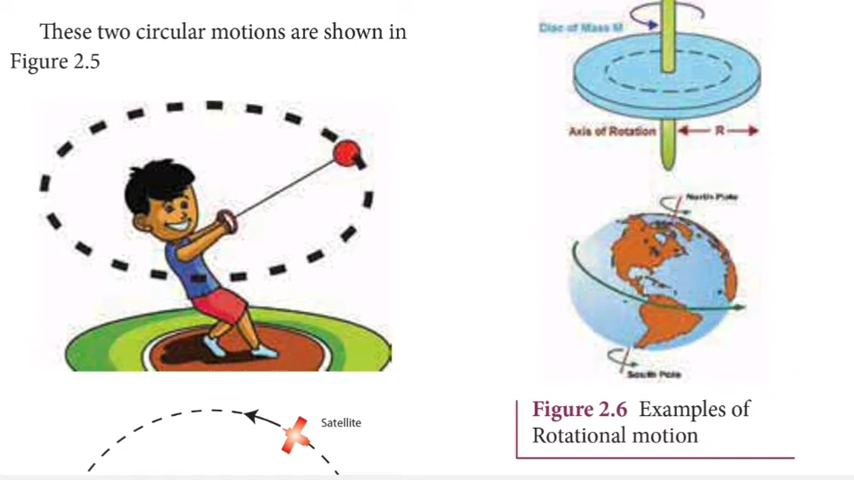 These two circular motions are shown in
Figure 2.5
Satellite
Disc of Mass M
Axis of Rotation
R
North Pole
South Pole
Figure 2.6 Examples of
Rotational motion